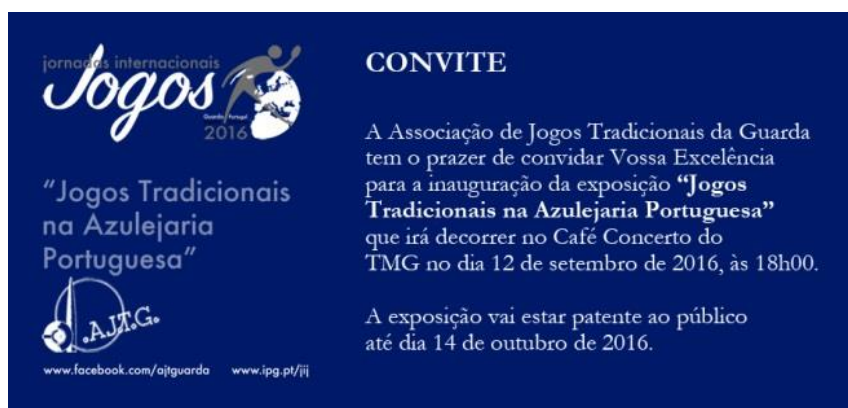 jornadas internacionais
Jogos
Guarda Portugal
2016
“Jogos Tradicionais
na Azulejaria
Portuguesa”
.A.J.T.G.
www.facebook.com/ajtguarda www.ipg.pt/jij
CONVITE
A Associação de Jogos Tradicionais da Guarda
tem o prazer de convidar Vossa Excelência
para a inauguração da exposição “Jogos
Tradicionais na Azulejaria Portuguesa”
que irá decorrer no Café Concerto do
TMG no dia 12 de setembro de 2016, às 18h00.
A exposição vai estar patente ao público
até dia 14 de outubro de 2016.